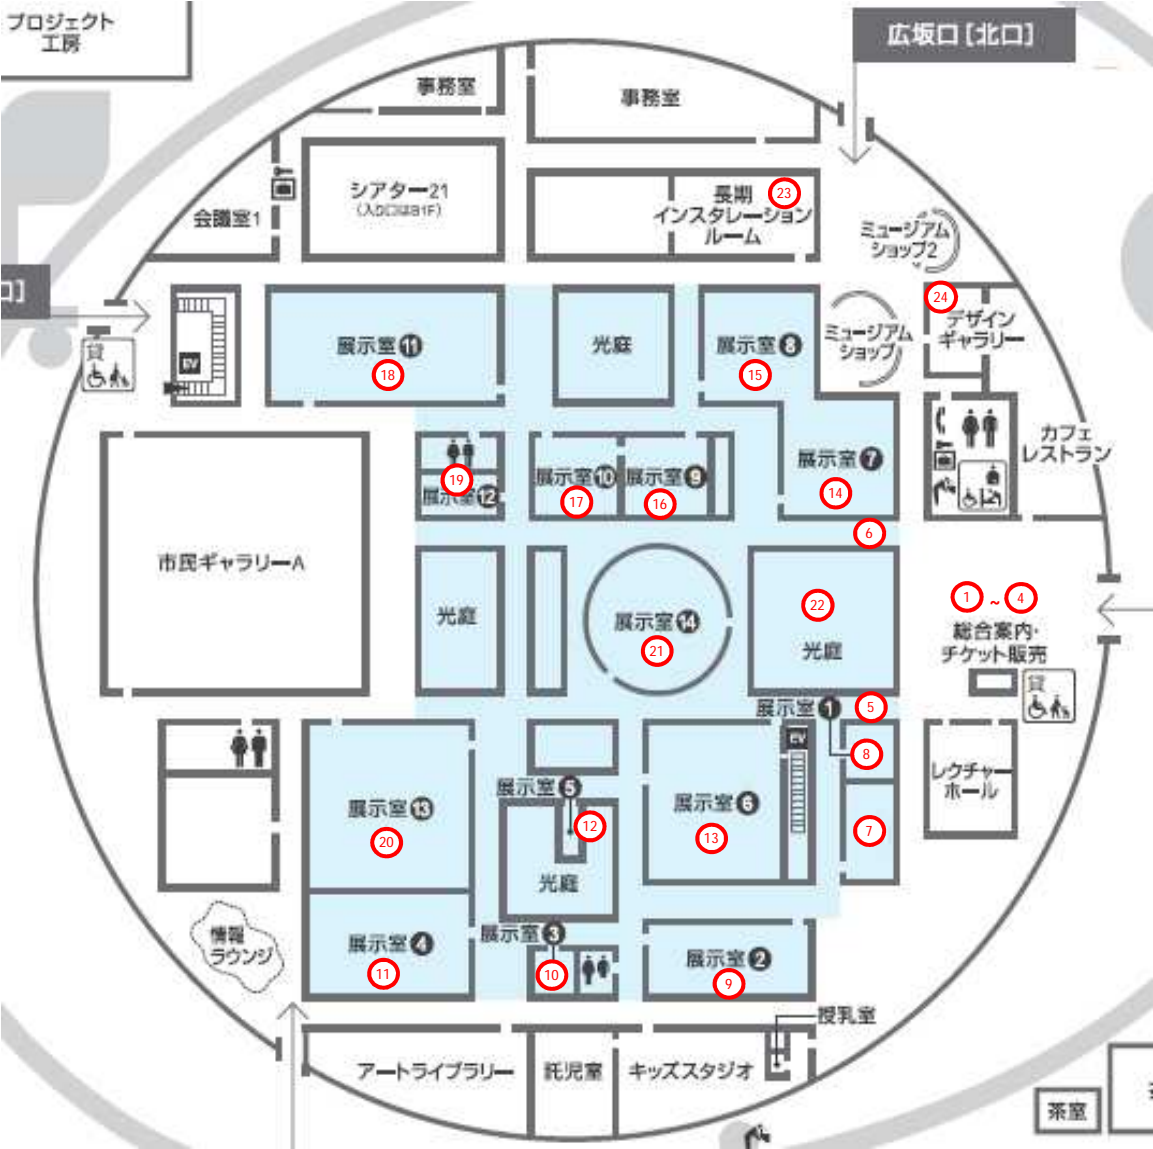 プロジェクト
工房
広坂口 [北口]
事務室
事務室
シアター21
(入り口はB1F)
会議室1
長期
インスタレーション
ルーム
23
ミュージアム
ショップ2
口]
貸
EV
展示室11
18
光庭
展示室8
15
ミュージアム
ショップ
24
デザイン
ギャラリー
カフェ
レストラン
展示室7
14
19
展示室12
展示室10
17
展示室9
16
6
市民ギャラリーA
光庭
展示室14
21
22
光庭
1 ~ 4
総合案内・
チケット販売
貸
展示室1
5
8
EV
7
レクチャー
ホール
展示室13
20
展示室5
12
光庭
展示室6
13
情報
ラウンジ
展示室4
11
展示室3
10
展示室2
9
授乳室
アートライブラリー
託児室
キッズスタジオ
茶室